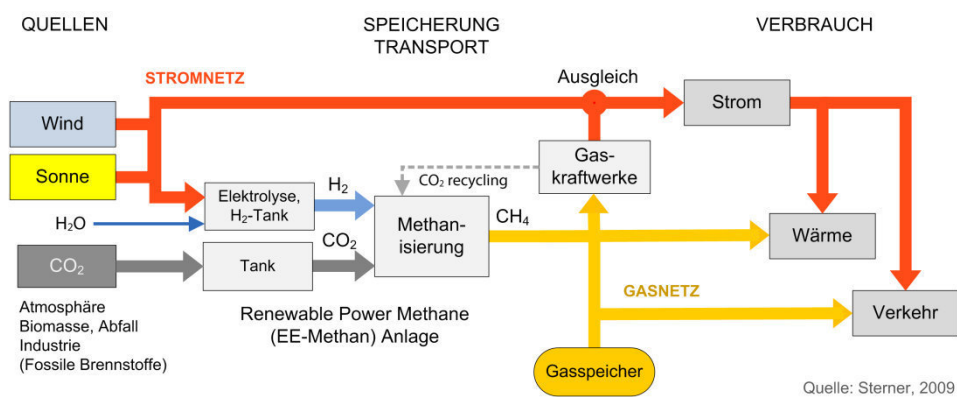 QUELLEN
SPEICHERUNG
TRANSPORT
VERBRAUCH
STROMNETZ
Ausgleich
Wind
Strom
Sonne
Gas-
kraftwerke
CO₂ recycling
H₂
Elektrolyse,
H₂-Tank
H₂O
Methan-
isierung
CH₄
Wärme
CO₂
CO₂
Tank
GASNETZ
Atmosphäre
Biomasse, Abfall
Industrie
(Fossile Brennstoffe)
Renewable Power Methane
(EE-Methan) Anlage
Verkehr
Gasspeicher
Quelle: Sterner, 2009